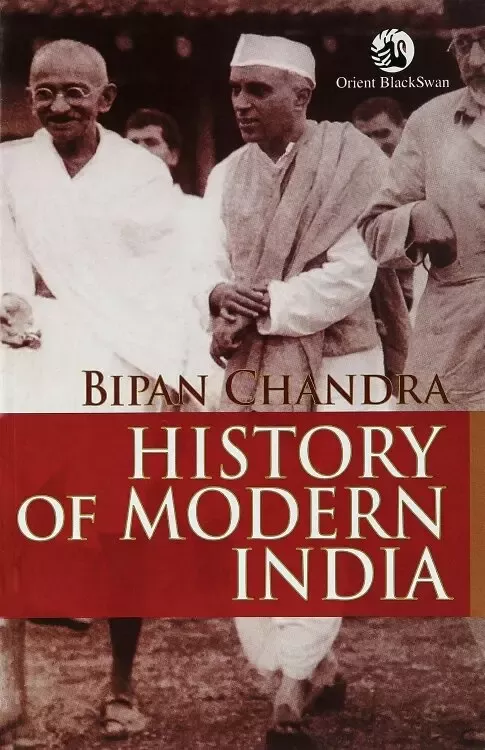 Orient BlackSwan
BIPAN CHANDRA
HISTORY
OF MODERN
INDIA